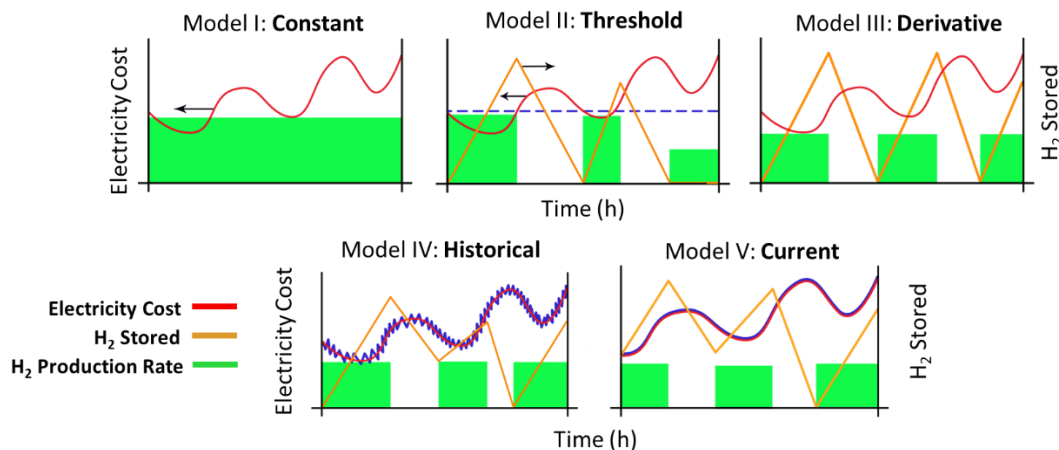 Model I: Constant
Model II: Threshold
Model III: Derivative
Electricity Cost
H₂ Stored
Time (h)
Model IV: Historical
Model V: Current
Electricity Cost
H₂ Stored
H₂ Production Rate
Electricity Cost
H₂ Stored
Time (h)